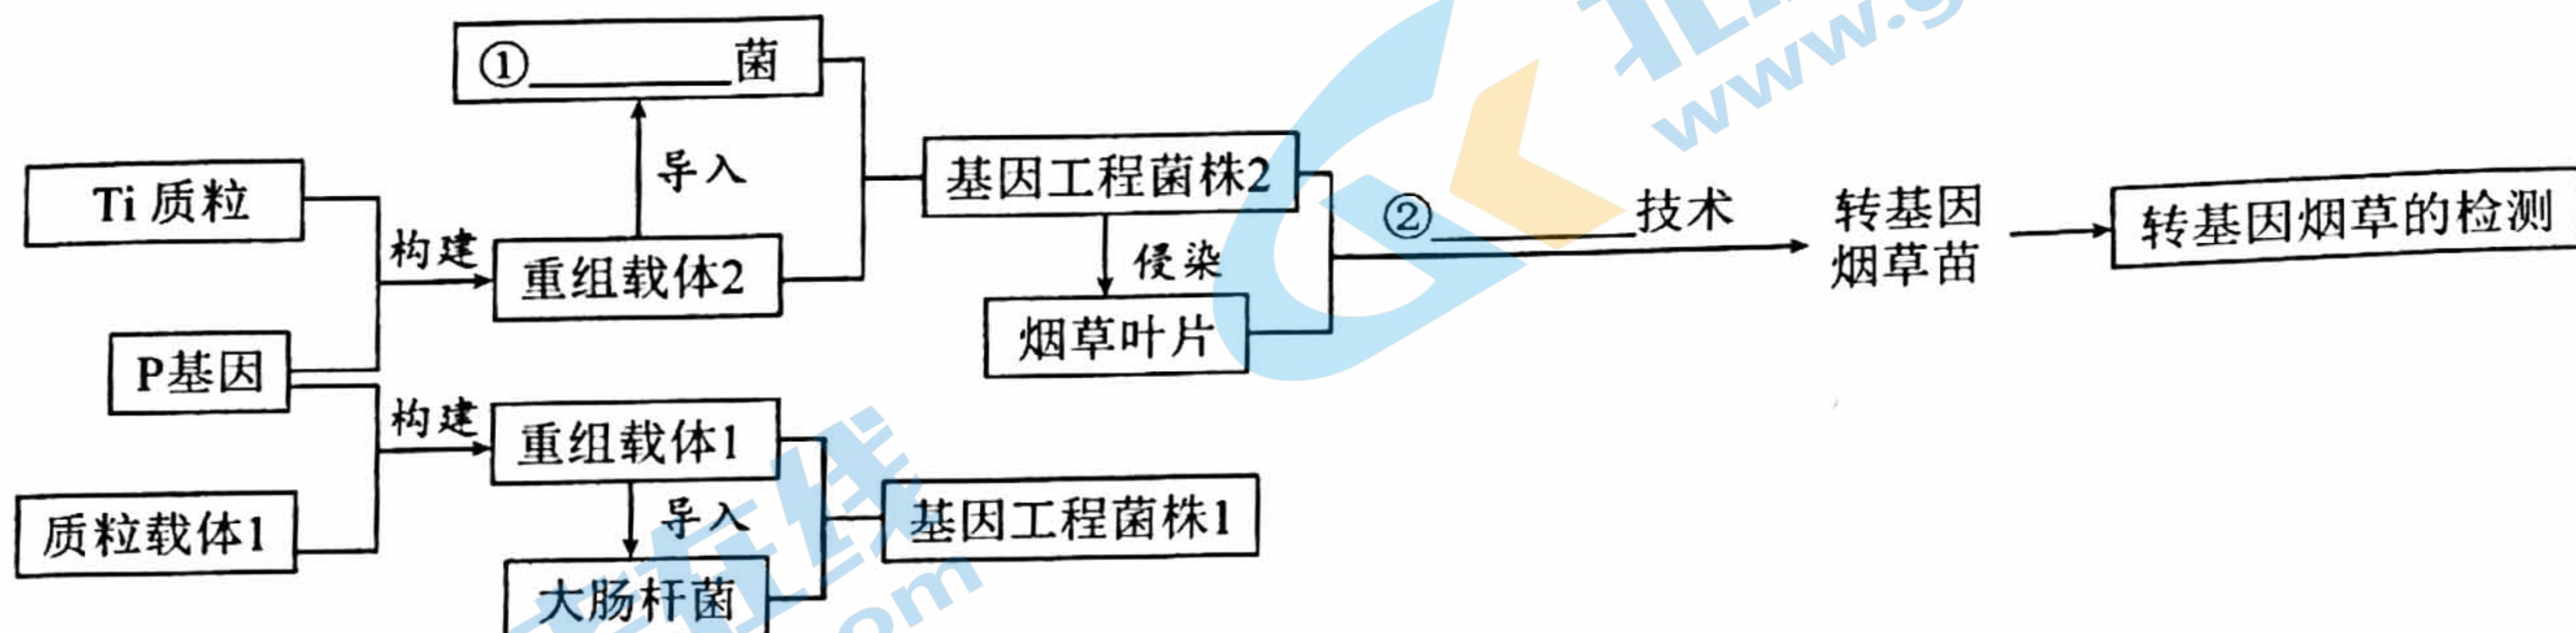 ①________菌
导入
Ti 质粒
构建
重组载体2
基因工程菌株2
侵染
烟草叶片
②________技术
转基因
烟草苗
转基因烟草的检测
P基因
构建
重组载体1
质粒载体1
导入
基因工程菌株1
大肠杆菌
www.g
在线
om